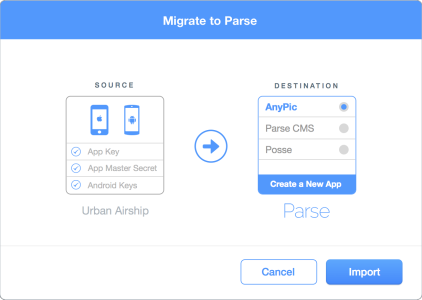 Migrate to Parse
SOURCE
DESTINATION
App Key
App Master Secret
Android Keys
Urban Airship
AnyPic
Parse CMS
Posse
Create a New App
Parse
Cancel
Import